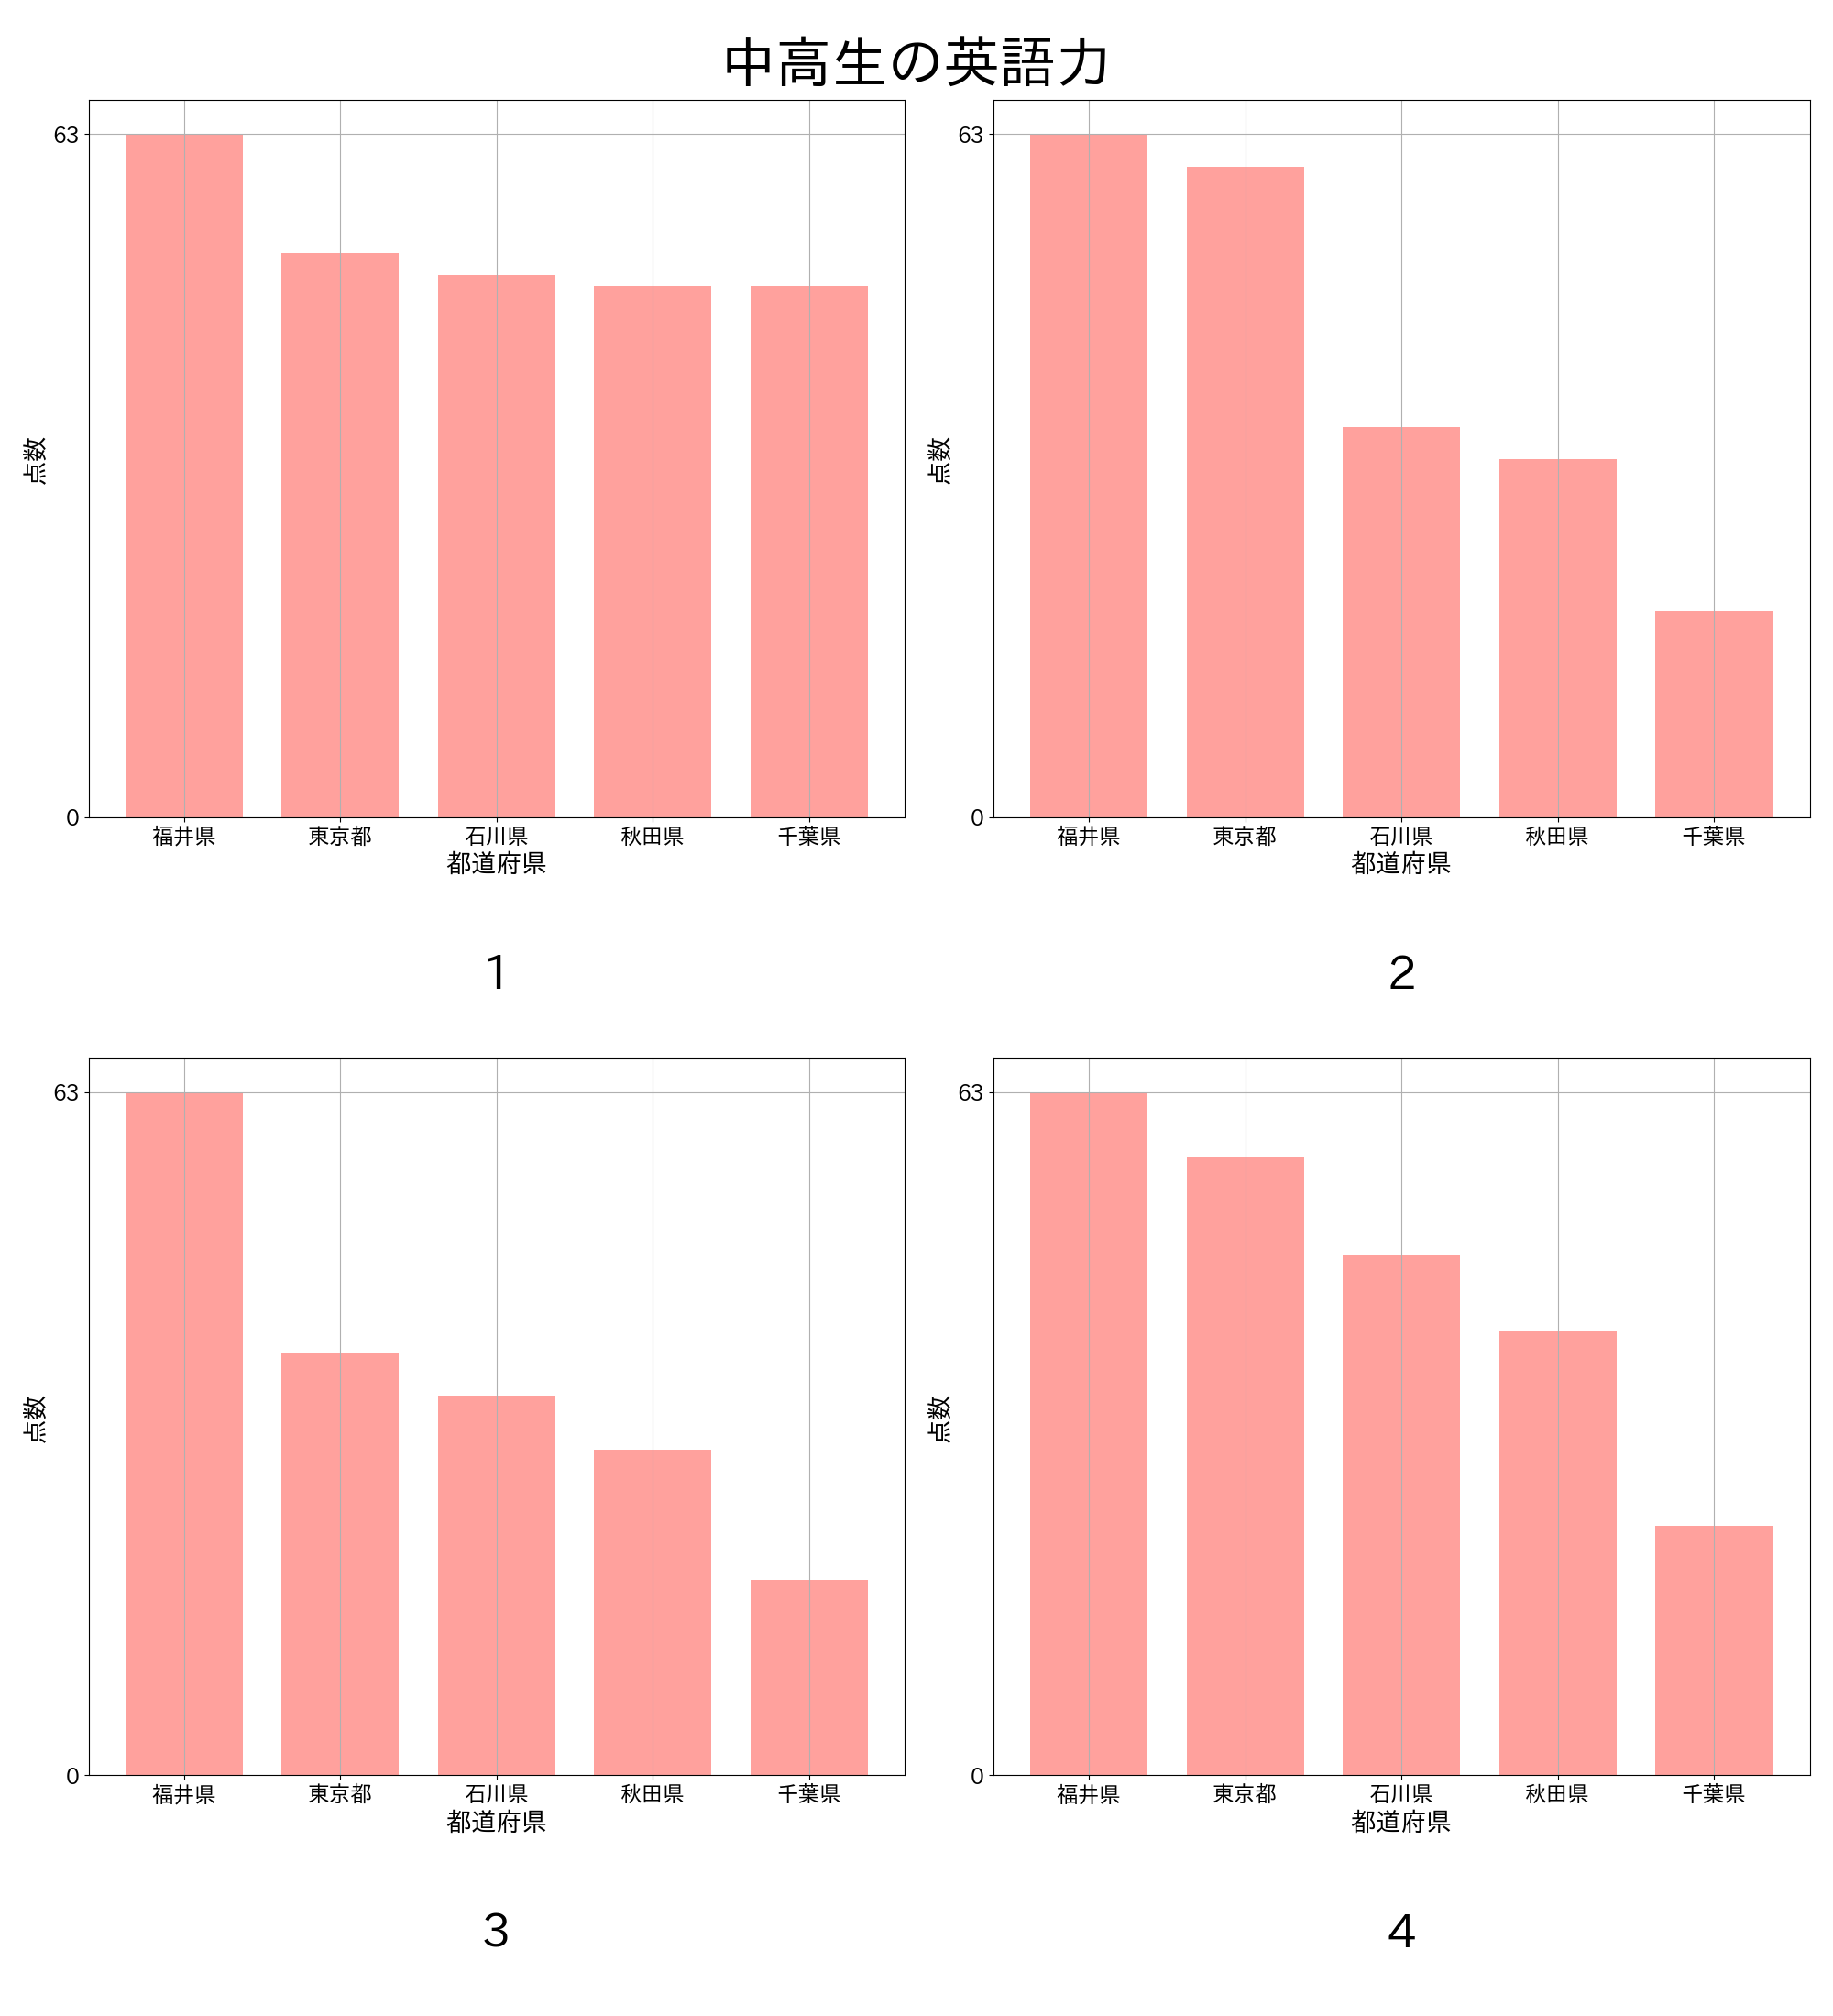 中高生の英語力
63
0
点数
福井県 東京都 石川県 秋田県 千葉県
都道府県
1
63
0
点数
福井県 東京都 石川県 秋田県 千葉県
都道府県
2
63
0
点数
福井県 東京都 石川県 秋田県 千葉県
都道府県
3
63
0
点数
福井県 東京都 石川県 秋田県 千葉県
都道府県
4